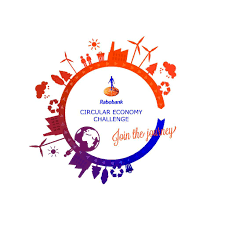 Rabobank
CIRCULAR ECONOMY
CHALLENGE
Join the journey